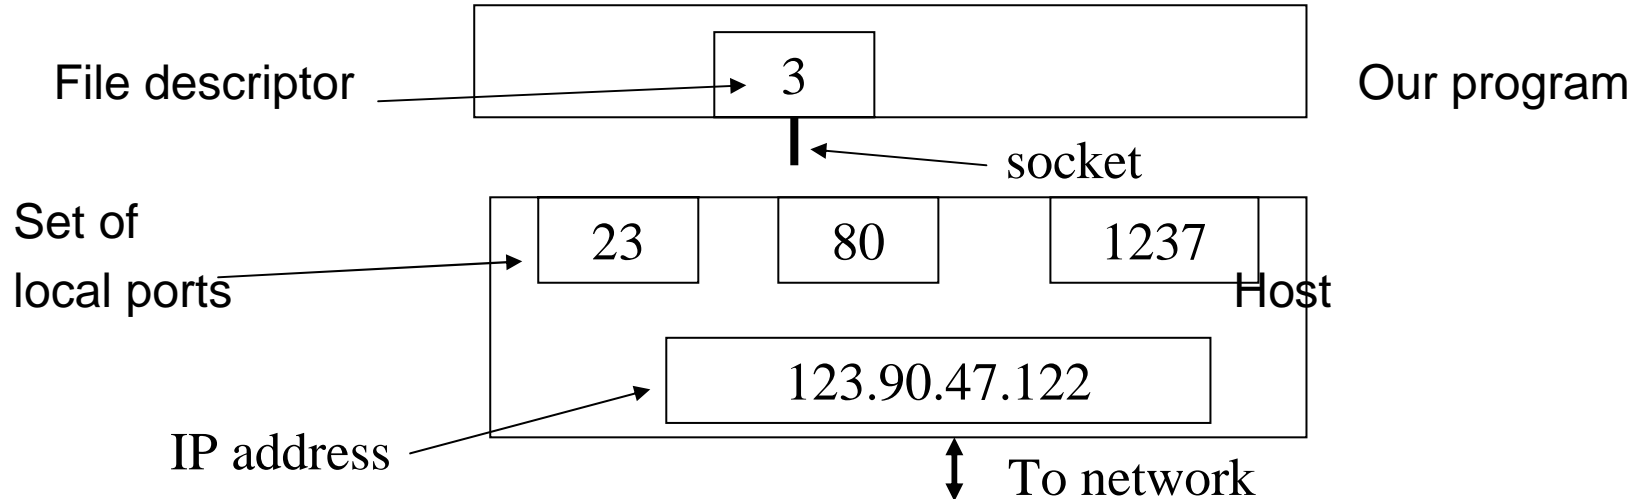 File descriptor
3
Our program
socket
Set of
local ports
23
80
1237
Host
123.90.47.122
IP address
To network